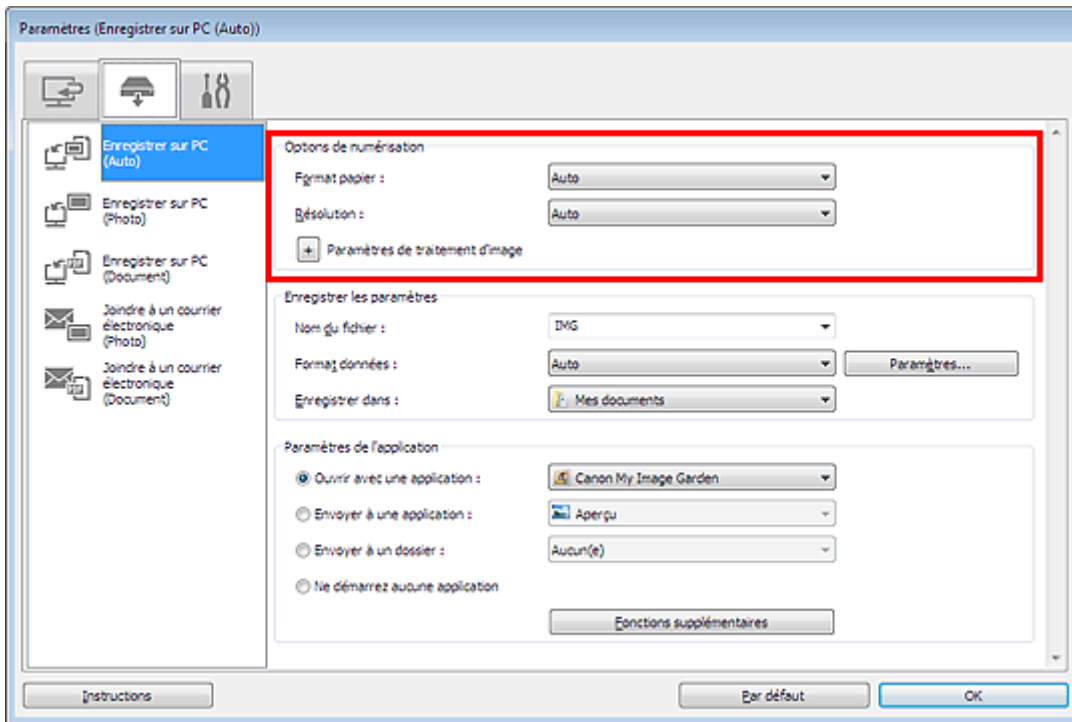 Paramètres (Enregistrer sur PC (Auto))
Enregistrer sur PC
(Auto)
Enregistrer sur PC
(Photo)
Enregistrer sur PC
(Document)
Joindre à un courrier
électronique
(Photo)
Joindre à un courrier
électronique
(Document)
Options de numérisation
Format papier : Auto
Résolution : Auto
+ Paramètres de traitement d'image
Enregistrer les paramètres
Nom du fichier : IMG
Format données : Auto Paramètres...
Enregistrer dans : Mes documents
Paramètres de l'application
Ouvrir avec une application : Canon My Image Garden
Envoyer à une application : Aperçu
Envoyer à un dossier : Aucun(e)
Ne démarrez aucune application
Fonctions supplémentaires
Instructions Par défaut OK